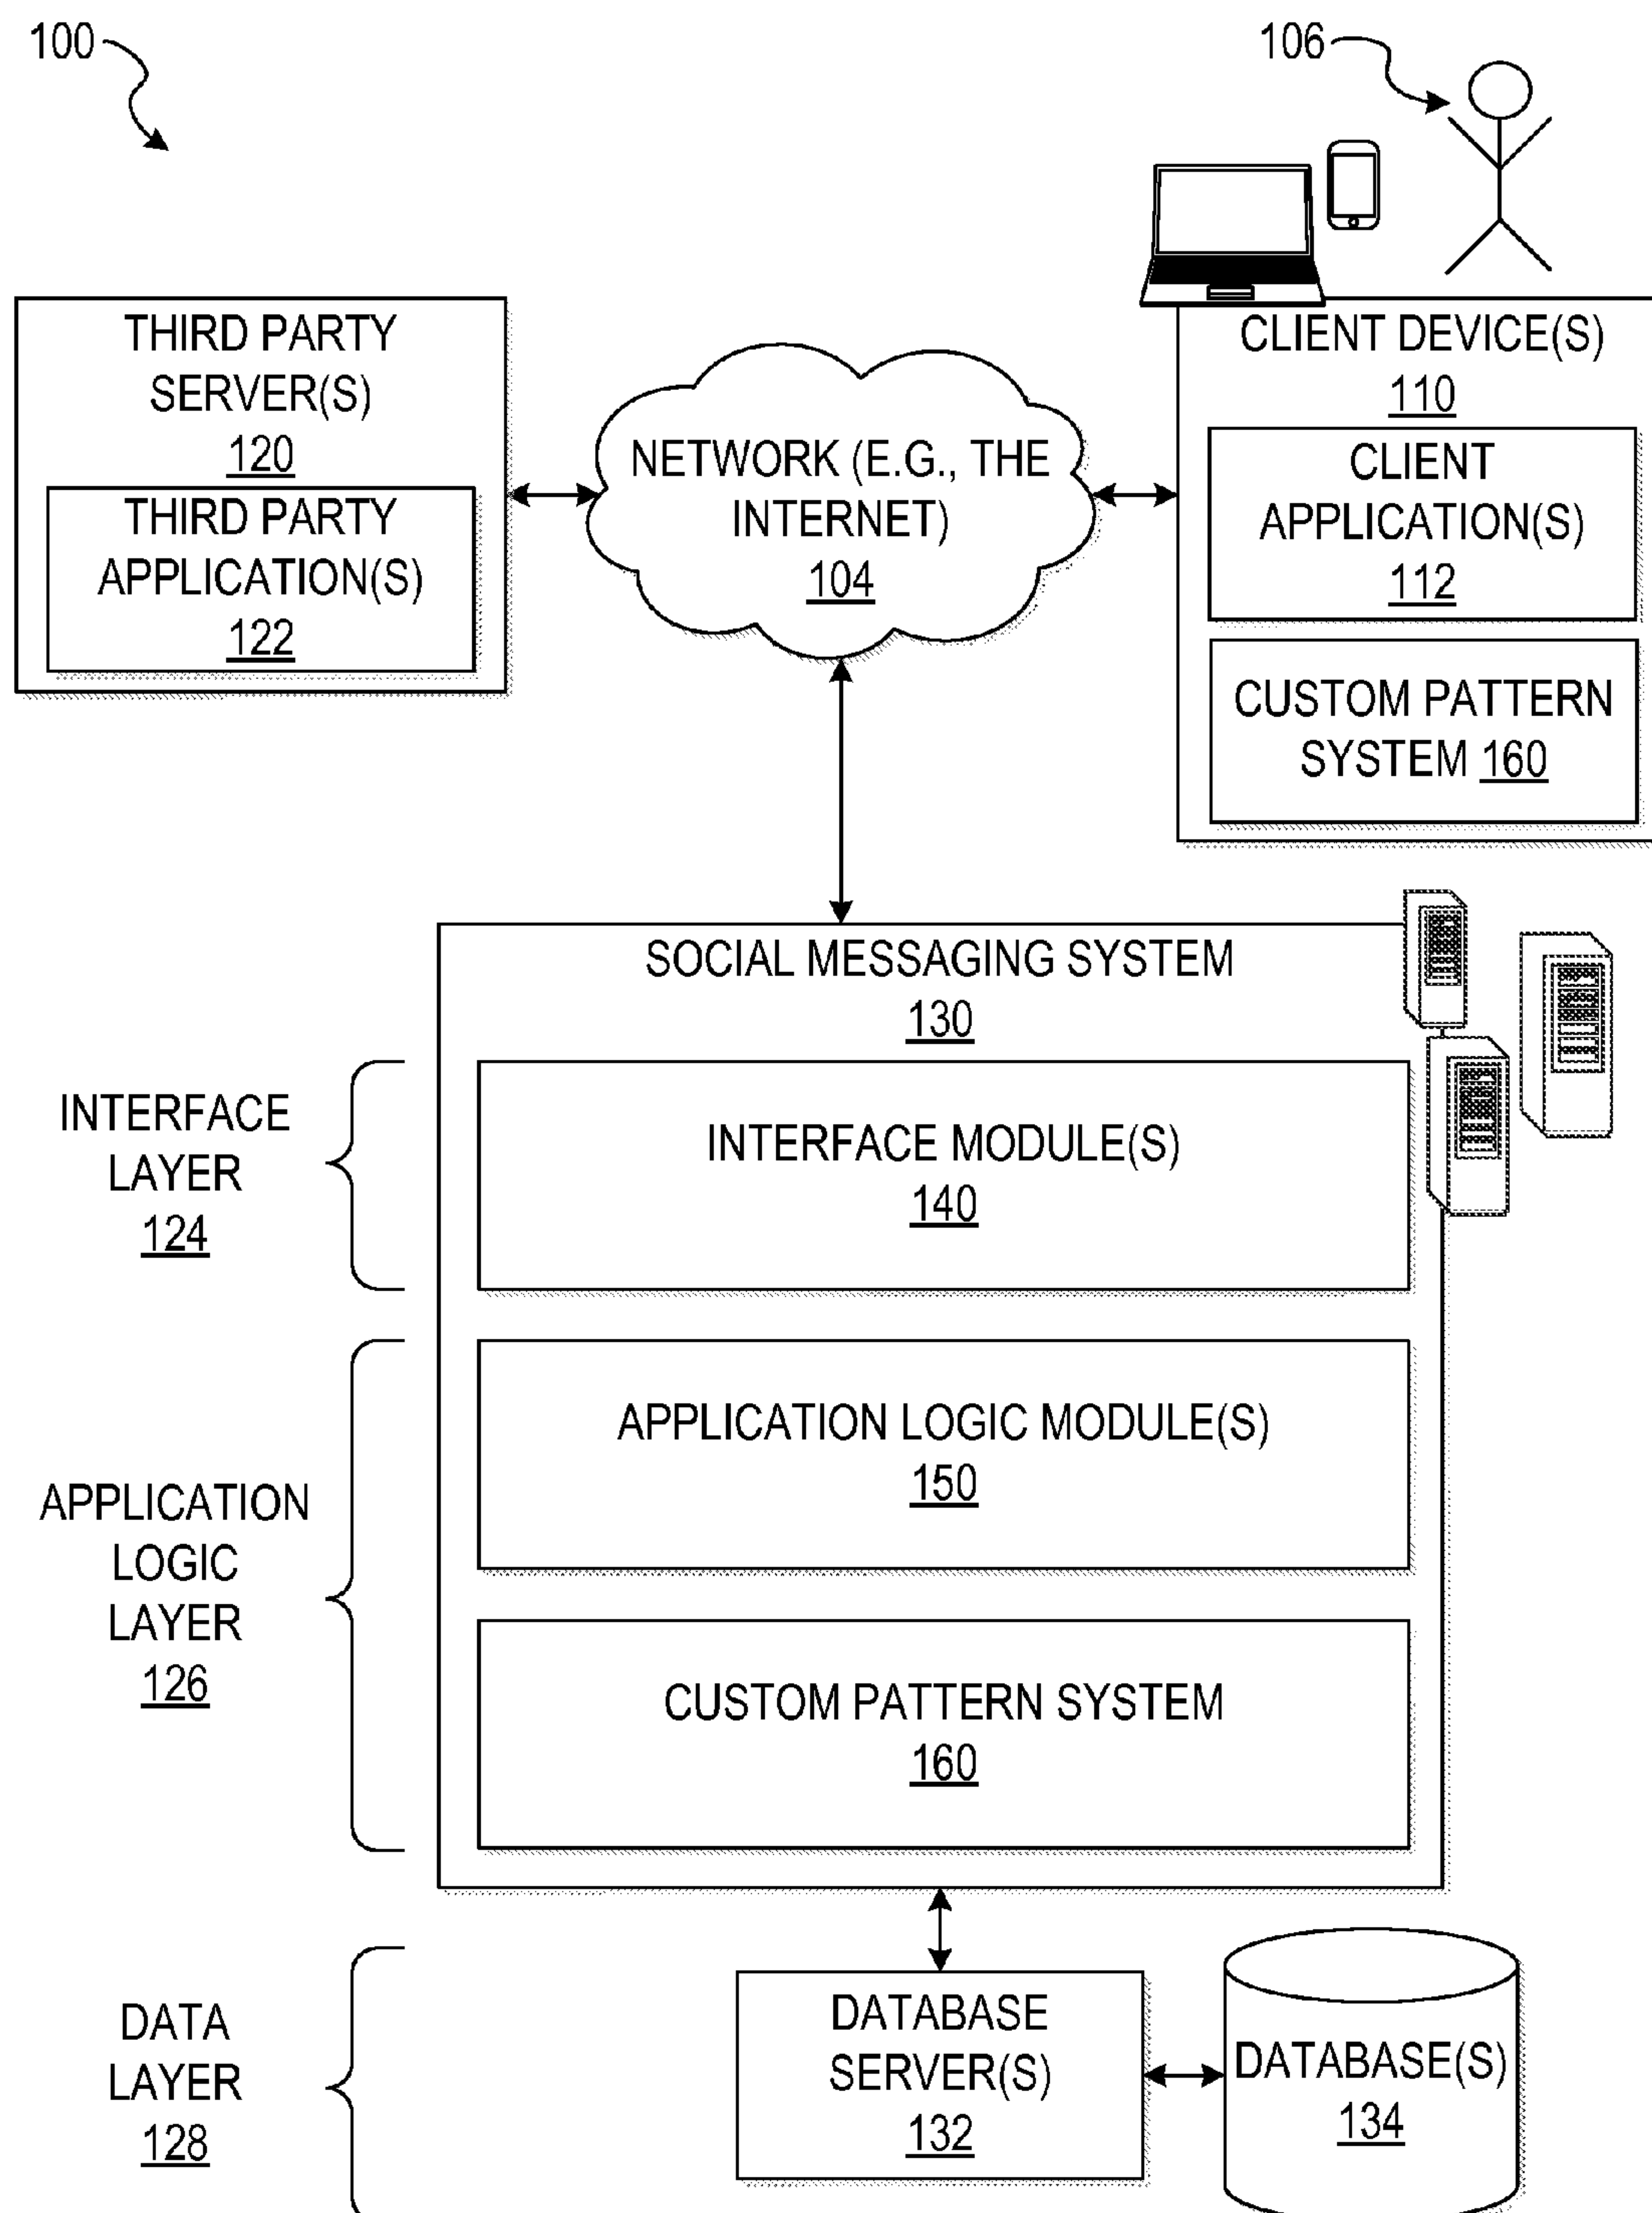 100
106
THIRD PARTY
SERVER(S)
120
THIRD PARTY
APPLICATION(S)
122
NETWORK (E.G., THE
INTERNET)
104
CLIENT DEVICE(S)
110
CLIENT
APPLICATION(S)
112
CUSTOM PATTERN
SYSTEM 160
SOCIAL MESSAGING SYSTEM
130
INTERFACE
LAYER
124
INTERFACE MODULE(S)
140
APPLICATION LOGIC MODULE(S)
150
APPLICATION
LOGIC
LAYER
126
CUSTOM PATTERN SYSTEM
160
DATA
LAYER
128
DATABASE
SERVER(S)
132
DATABASE(S)
134